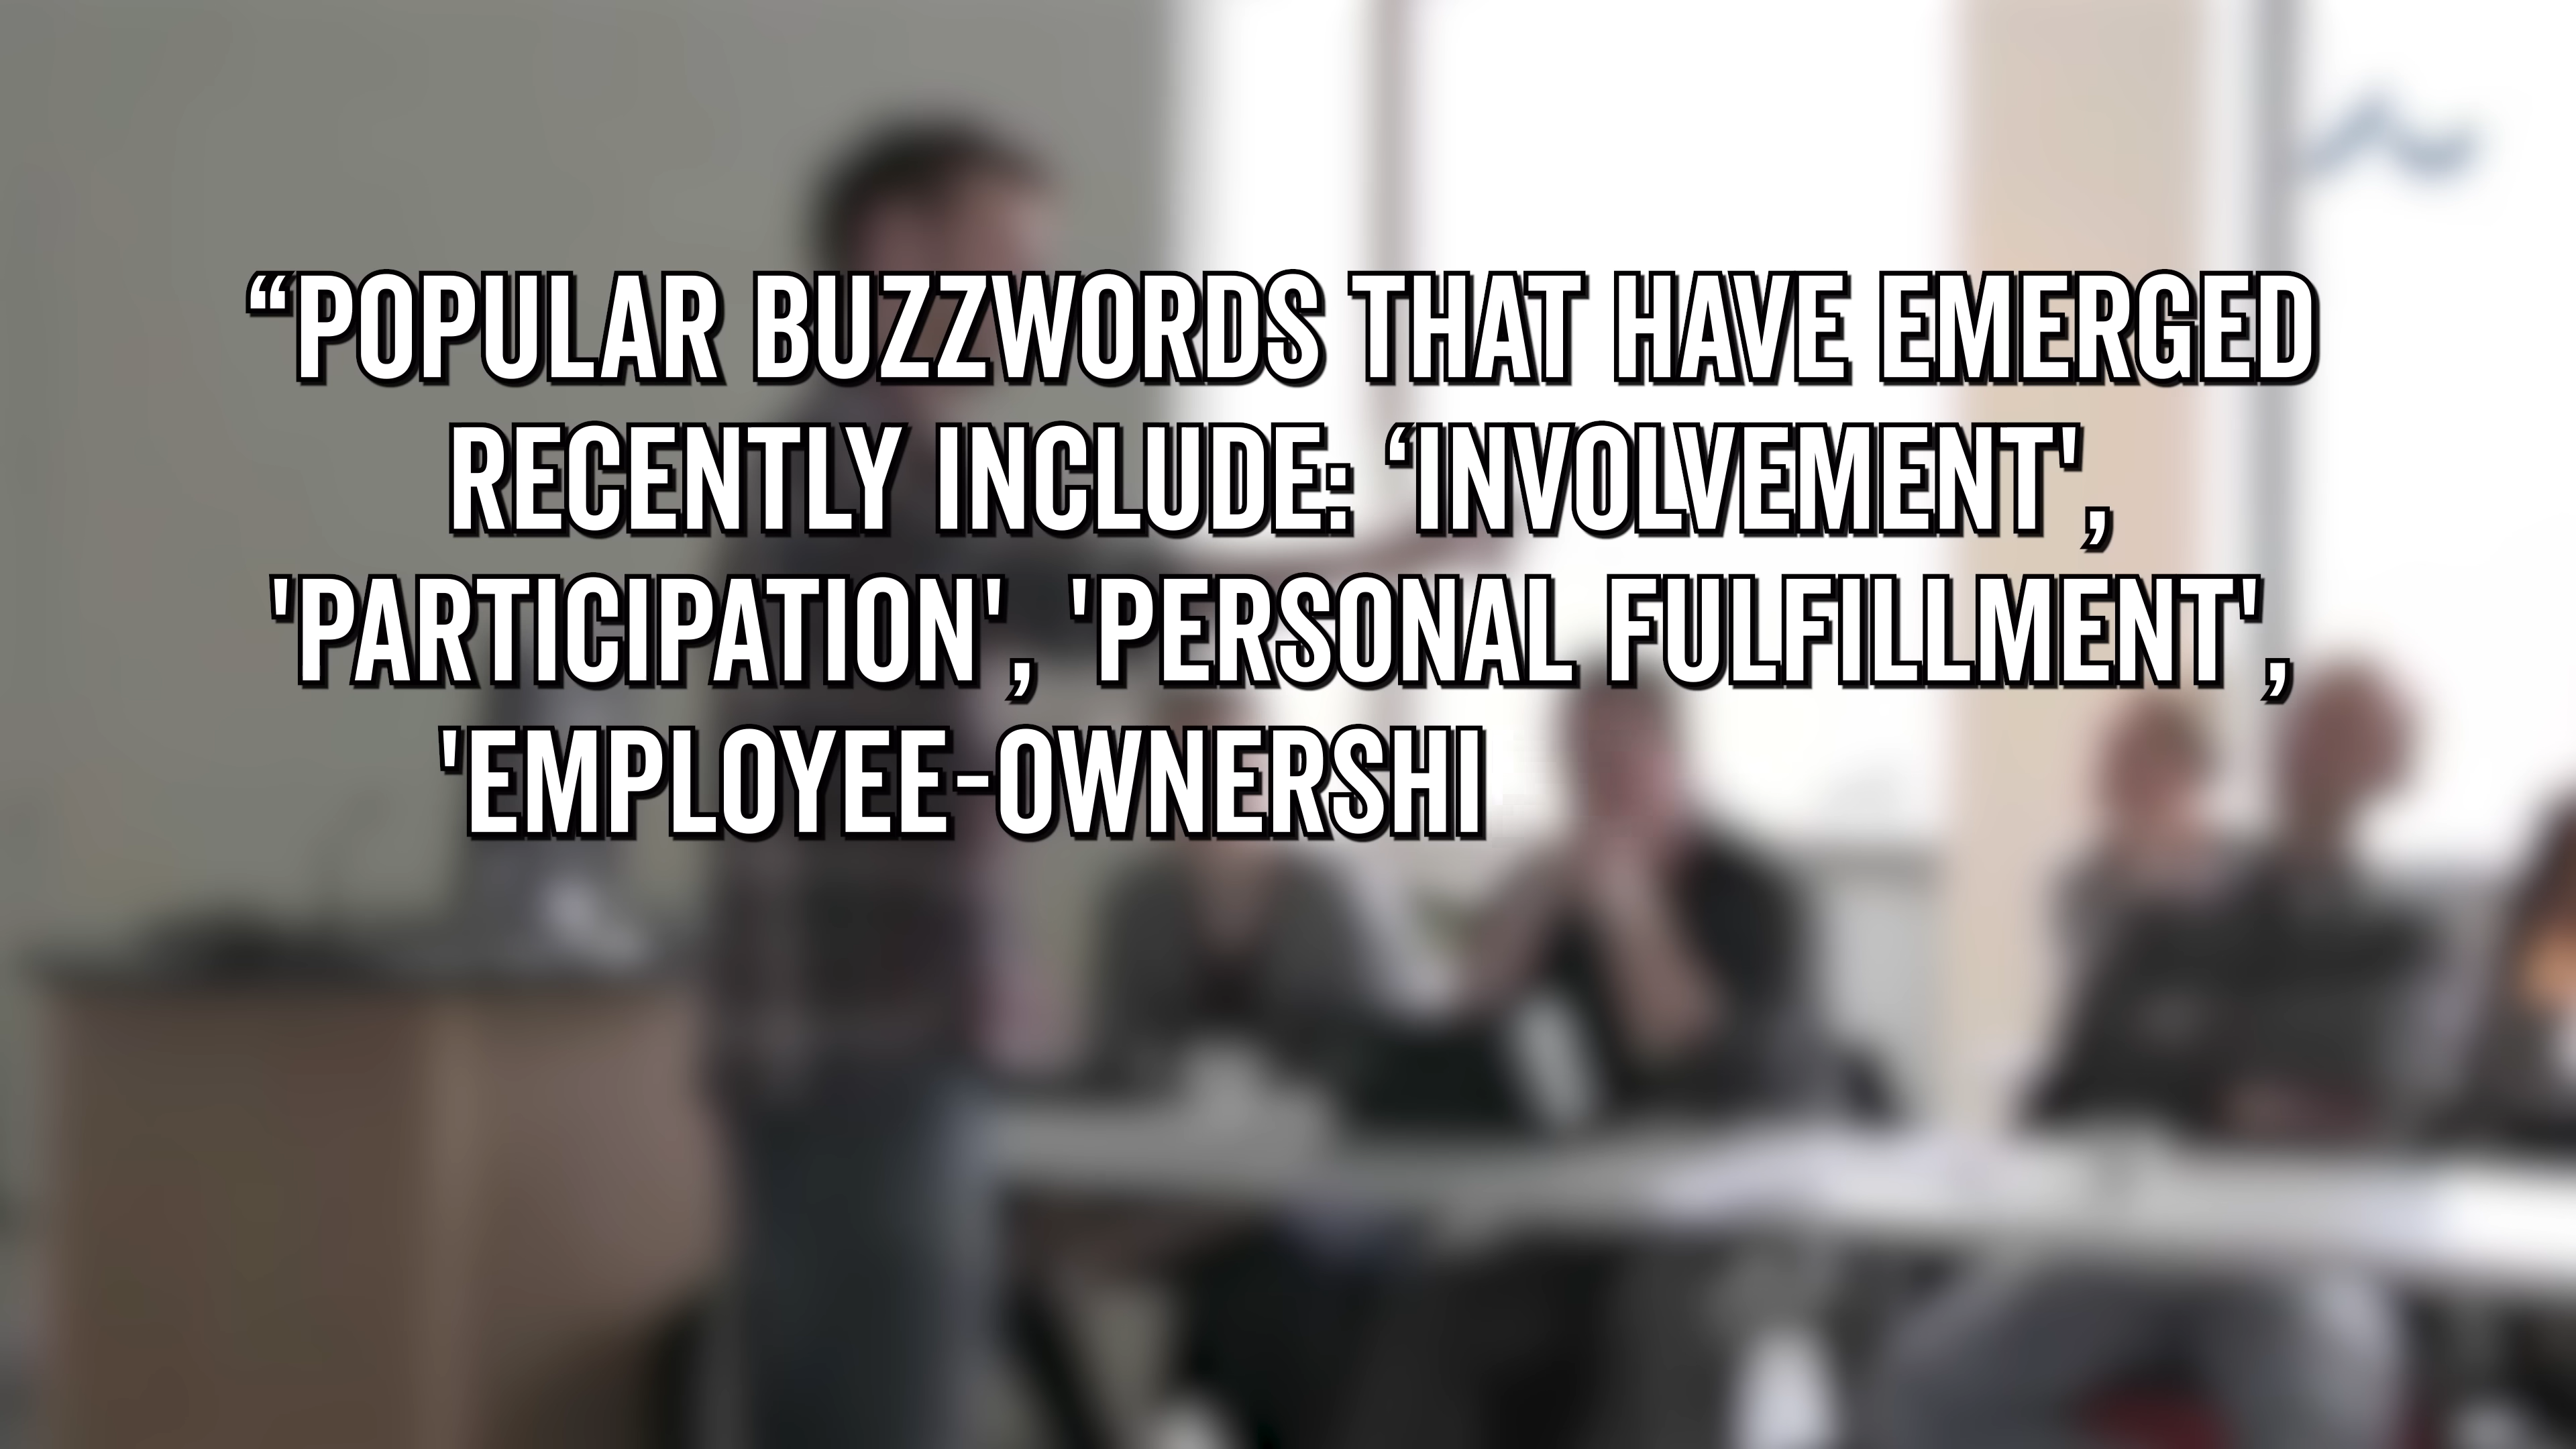 “POPULAR BUZZWORDS THAT HAVE EMERGED
RECENTLY INCLUDE: ‘INVOLVEMENT',
'PARTICIPATION', 'PERSONAL FULFILLMENT',
'EMPLOYEE-OWNERSHI